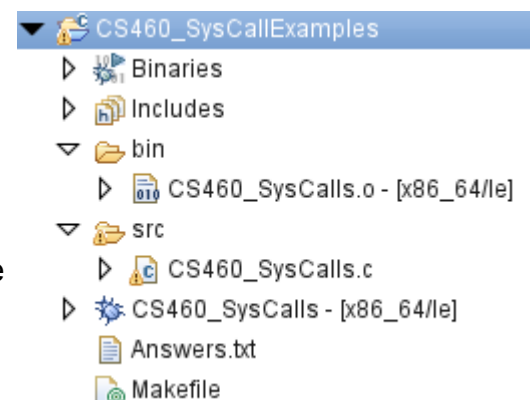 CS460_SysCallExamples
Binaries
Includes
bin
CS460_SysCalls.o - [x86_64/le]
src
e
CS460_SysCalls.c
CS460_SysCalls - [x86_64/le]
Answers.txt
Makefile